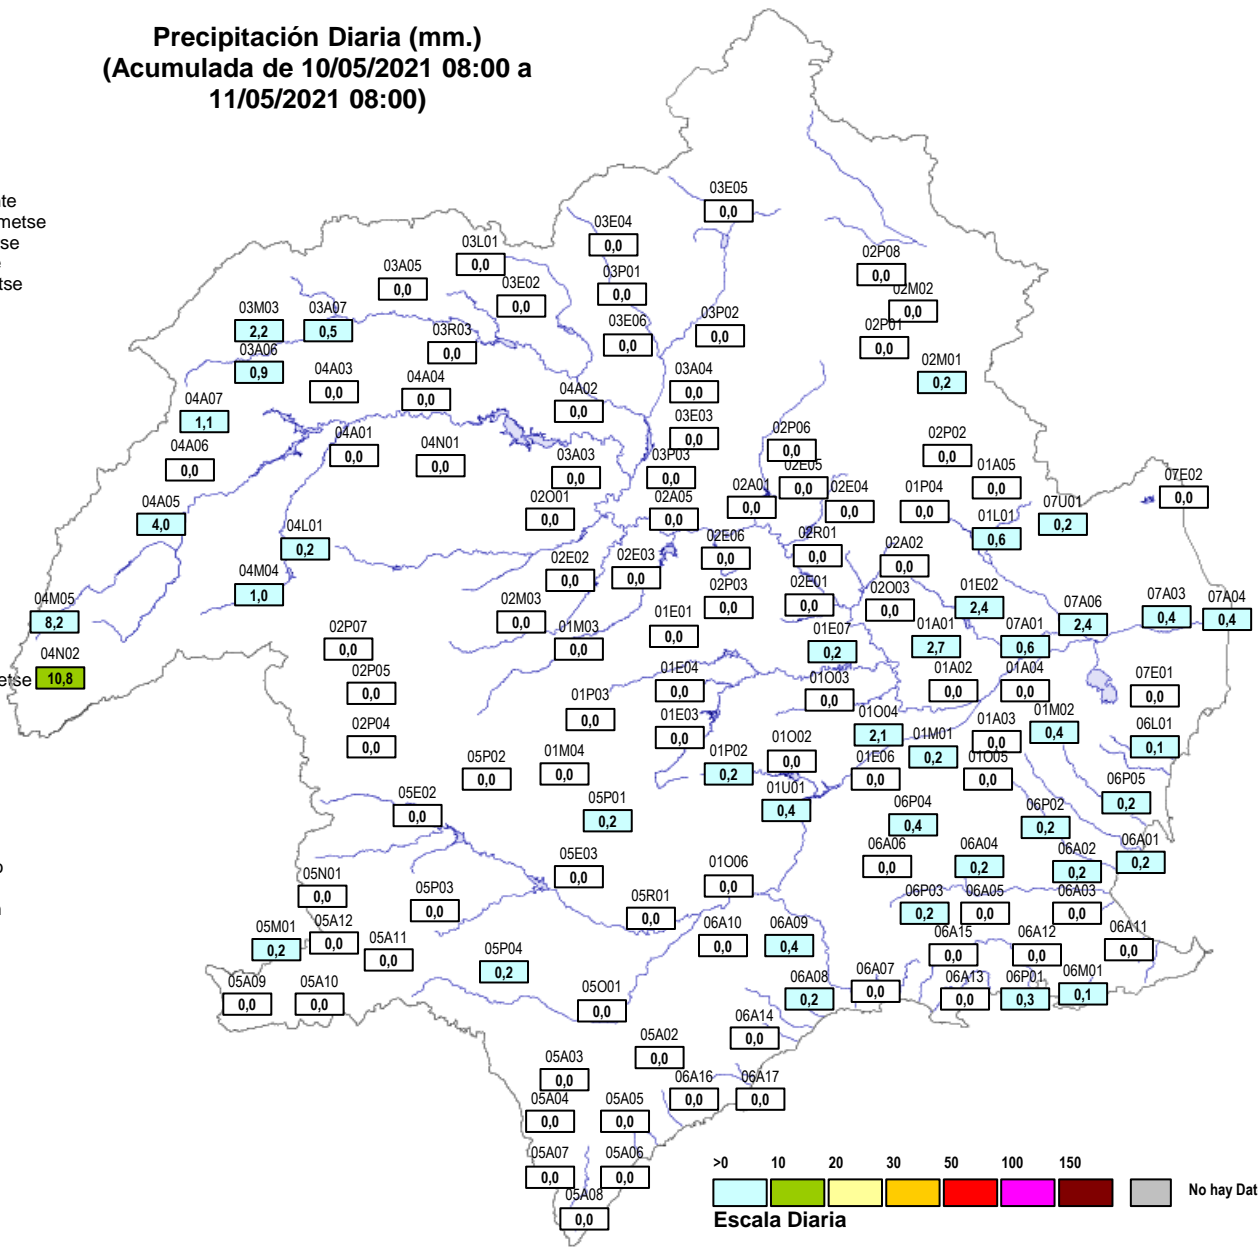 Precipitación Diaria (mm.)
(Acumulada de 10/05/2021 08:00 a
11/05/2021 08:00)
metse
se
tse
etse
03E05
0,0
03E04
0,0
03L01
0,0
03A05
0,0
03P01
0,0
03E02
0,0
02P08
0,0
02M02
0,0
03M03
2,2
03A07
0,5
03P02
0,0
03E06
0,0
03R03
0,0
02P01
0,0
03A06
0,9
04A03
0,0
04A04
0,0
03A04
0,0
02M01
0,2
04A02
0,0
04A07
1,1
03E03
0,0
04A01
0,0
04N01
0,0
02P06
0,0
02P02
0,0
04A06
0,0
03A03
0,0
03P03
0,0
02E05
0,0
01A05
0,0
07E02
0,0
02A01
0,0
02E04
0,0
01P04
0,0
04A05
4,0
02O01
0,0
02A05
0,0
01L01
0,6
07U01
0,2
04L01
0,2
02E06
0,0
02R01
0,0
02A02
0,0
02E02
0,0
02E03
0,0
04M04
1,0
02P03
0,0
02E01
0,0
02O03
0,0
01E02
2,4
07A03
0,4
07A04
0,4
04M05
8,2
02M03
0,0
01E01
0,0
07A06
2,4
02P07
0,0
01M03
0,0
01E07
0,2
01A01
2,7
07A01
0,6
04N02
10,8
02P05
0,0
01E04
0,0
01O03
0,0
01A02
0,0
01A04
0,0
07E01
0,0
01P03
0,0
01E03
0,0
01O04
2,1
01A03
0,0
01M02
0,4
06L01
0,1
02P04
0,0
01M01
0,2
05P02
0,0
01M04
0,0
01P02
0,2
01O02
0,0
01E06
0,0
01O05
0,0
05E02
0,0
05P01
0,2
01U01
0,4
06P04
0,4
06P02
0,2
06P05
0,2
05E03
0,0
01O06
0,0
06A06
0,0
06A04
0,2
06A02
0,2
06A01
0,2
05N01
0,0
05P03
0,0
05R01
0,0
06P03
0,2
06A05
0,0
06A03
0,0
05M01
0,2
05A12
0,0
05A11
0,0
05P04
0,2
06A10
0,0
06A09
0,4
06A15
0,0
06A12
0,0
06A11
0,0
05A09
0,0
05A10
0,0
05O01
0,0
06A08
0,2
06A07
0,0
06A13
0,0
06P01
0,3
06M01
0,1
06A14
0,0
05A02
0,0
05A03
0,0
06A16
0,0
06A17
0,0
05A04
0,0
05A05
0,0
05A07
0,0
05A06
0,0
05A08
0,0
>0 10 20 30 50 100 150
No hay Dat
Escala Diaria